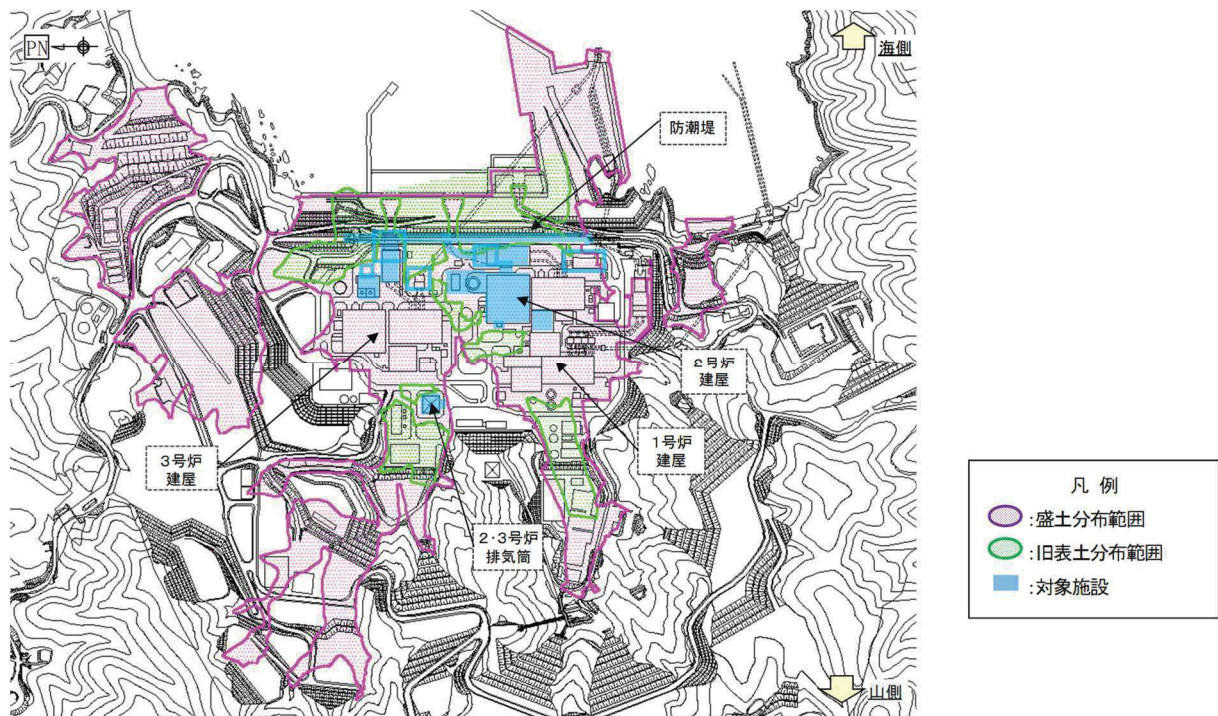 PN
海側
防潮堤
2号炉
建屋
1号炉
建屋
3号炉
建屋
2・3号炉
排気筒
山側
凡 例
:盛土分布範囲
:旧表土分布範囲
:対象施設